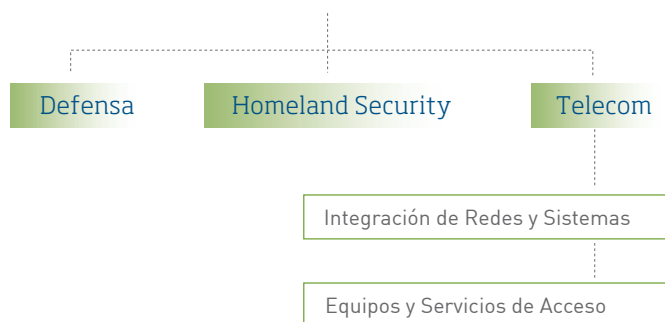 Defensa
Homeland Security
Telecom
Integración de Redes y Sistemas
Equipos y Servicios de Acceso